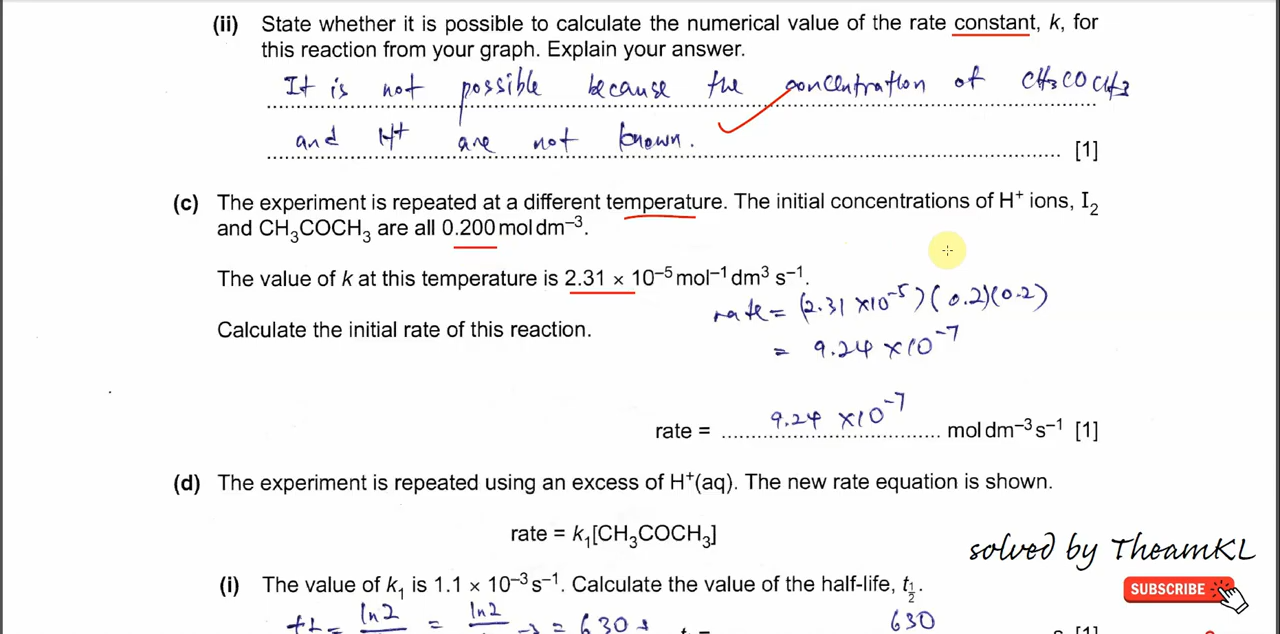 (ii) State whether it is possible to calculate the numerical value of the rate constant, k, for
this reaction from your graph. Explain your answer.
It is not possible because the concentration of CH₃COCH₃
and H⁺ are not known.
[1]
(c) The experiment is repeated at a different temperature. The initial concentrations of H⁺ ions, I₂
and CH₃COCH₃ are all 0.200 mol dm⁻³.
The value of k at this temperature is 2.31 × 10⁻⁵ mol⁻¹ dm³ s⁻¹.
rate = (2.31 × 10⁻⁵)(0.2)(0.2)
Calculate the initial rate of this reaction.
= 9.24 × 10⁻⁷
9.24 × 10⁻⁷
rate = .......................................... mol dm⁻³ s⁻¹ [1]
(d) The experiment is repeated using an excess of H⁺(aq). The new rate equation is shown.
rate = k₁[CH₃COCH₃]
solved by TheamKL
SUBSCRIBE
(i) The value of k₁ is 1.1 × 10⁻³ s⁻¹. Calculate the value of the half-life, t½.
ln2 = ln2 = 630 s
630
[1]